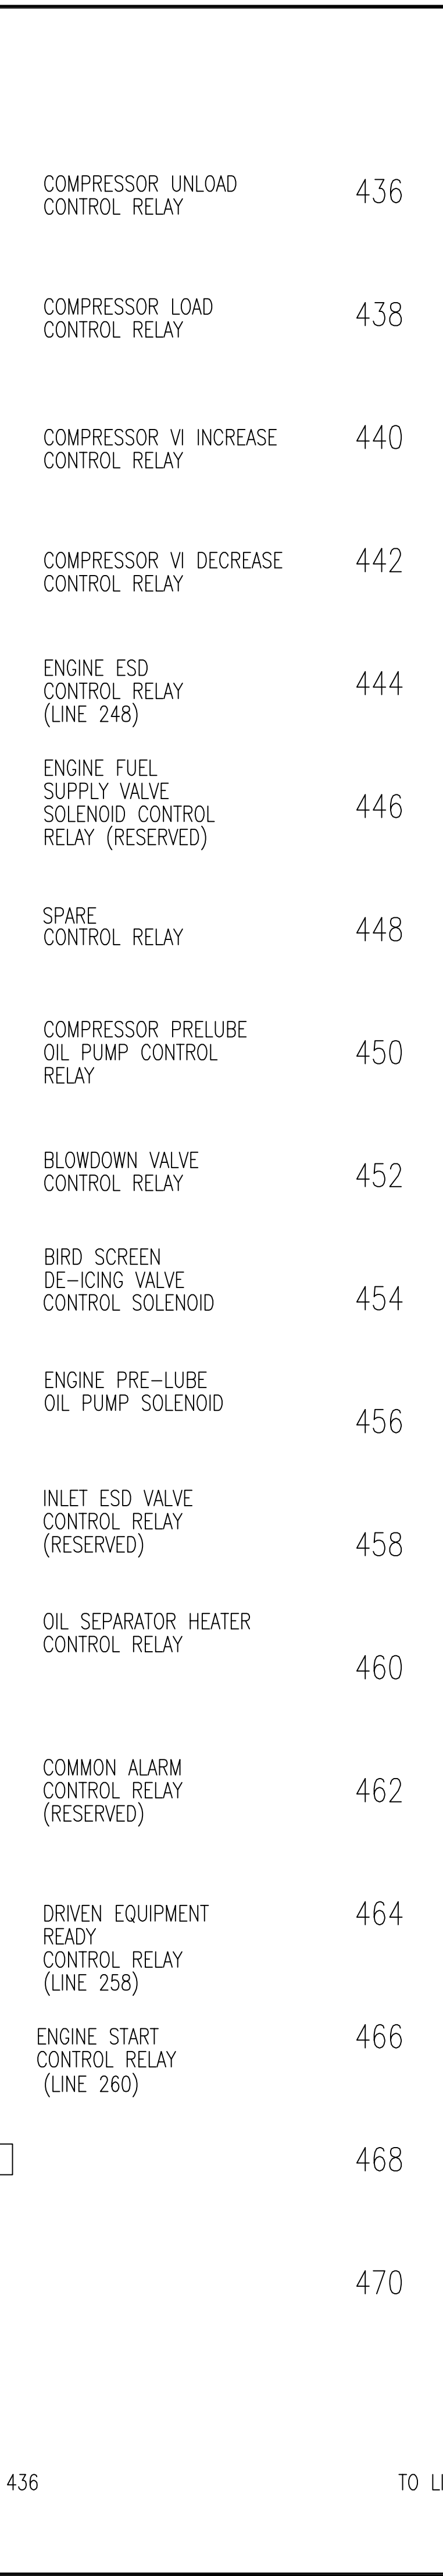 COMPRESSOR UNLOAD
CONTROL RELAY
436
COMPRESSOR LOAD
CONTROL RELAY
438
COMPRESSOR VI INCREASE
CONTROL RELAY
440
COMPRESSOR VI DECREASE
CONTROL RELAY
442
ENGINE ESD
CONTROL RELAY
(LINE 248)
444
ENGINE FUEL
SUPPLY VALVE
SOLENOID CONTROL
RELAY (RESERVED)
446
SPARE
CONTROL RELAY
448
COMPRESSOR PRELUBE
OIL PUMP CONTROL
RELAY
450
BLOWDOWN VALVE
CONTROL RELAY
452
BIRD SCREEN
DE-ICING VALVE
CONTROL SOLENOID
454
ENGINE PRE-LUBE
OIL PUMP SOLENOID
456
INLET ESD VALVE
CONTROL RELAY
(RESERVED)
458
OIL SEPARATOR HEATER
CONTROL RELAY
460
COMMON ALARM
CONTROL RELAY
(RESERVED)
462
DRIVEN EQUIPMENT
READY
CONTROL RELAY
(LINE 258)
464
ENGINE START
CONTROL RELAY
(LINE 260)
466
468
470
436 TO